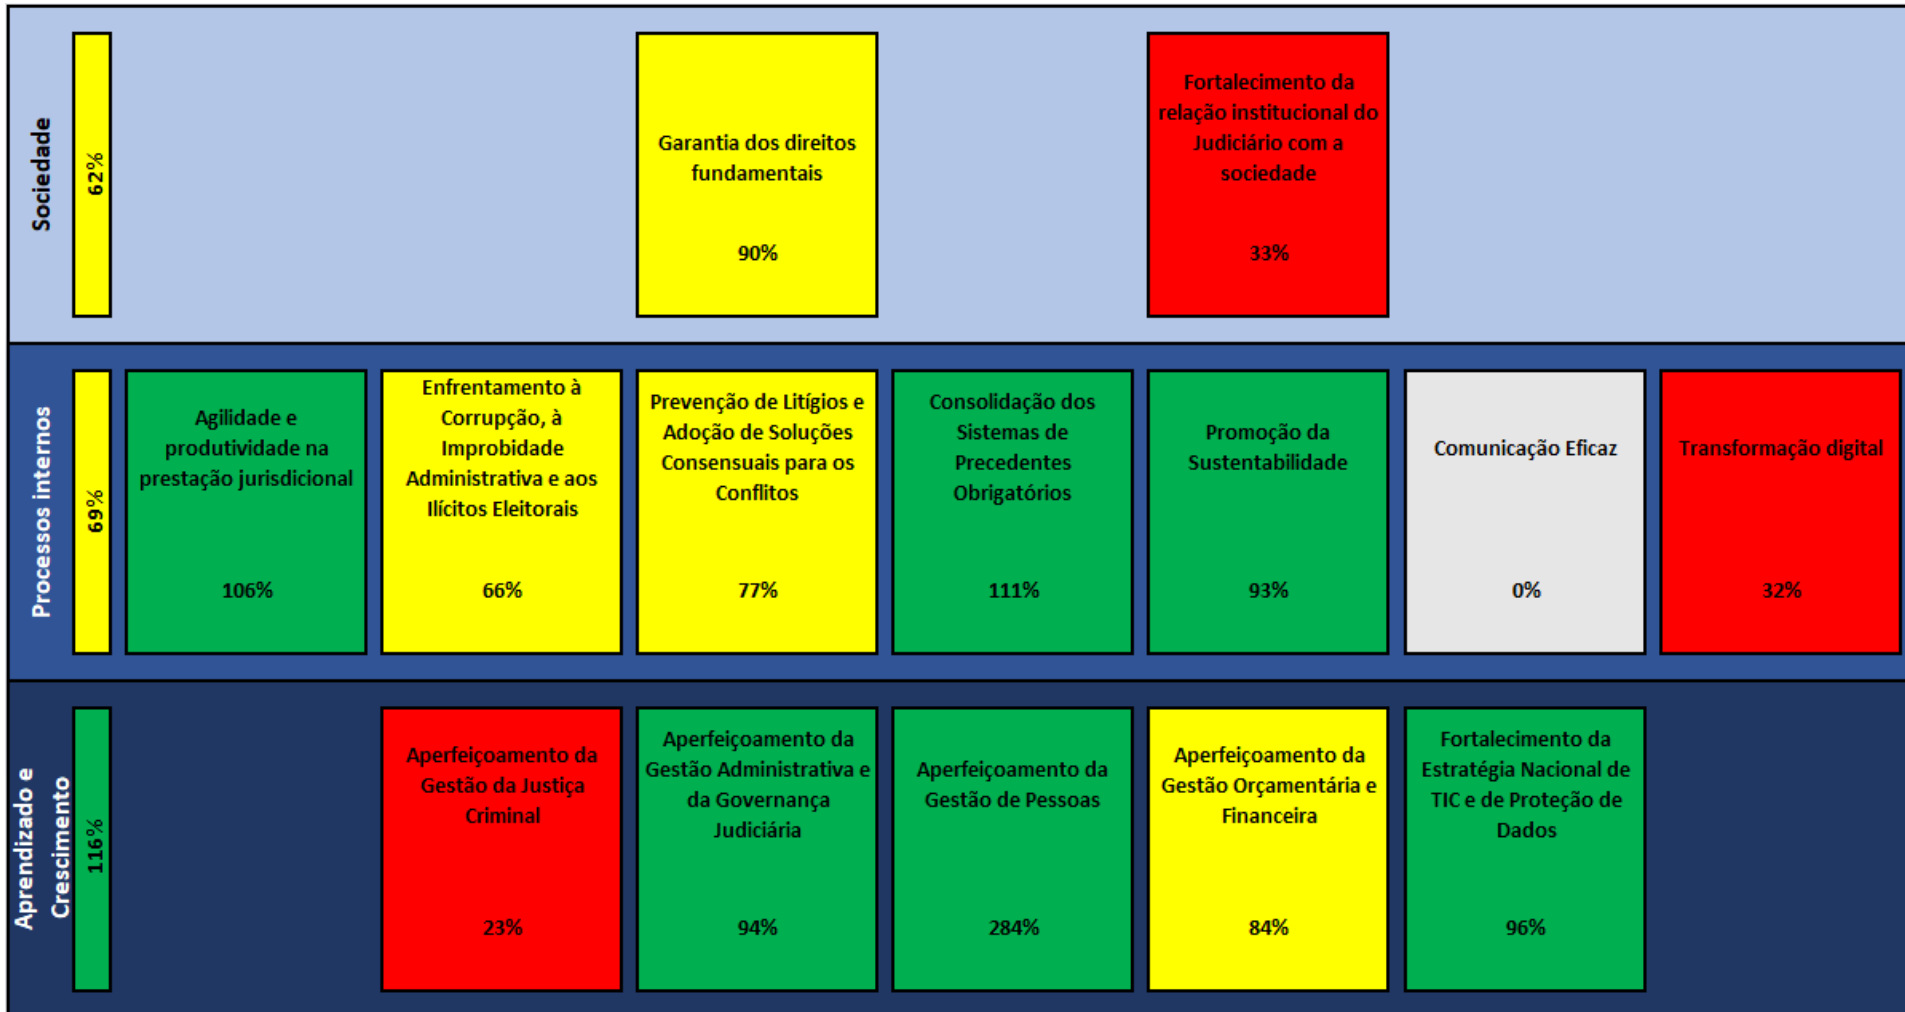 Sociedade
62%
Garantia dos direitos
fundamentais
90%
Fortalecimento da
relação institucional do
Judiciário com a
sociedade
33%
Processos internos
69%
Agilidade e
produtividade na
prestação jurisdicional
106%
Enfrentamento à
Corrupção, à
Improbidade
Administrativa e aos
Ilícitos Eleitorais
66%
Prevenção de Litígios e
Adoção de Soluções
Consensuais para os
Conflitos
77%
Consolidação dos
Sistemas de
Precedentes
Obrigatórios
111%
Promoção da
Sustentabilidade
93%
Comunicação Eficaz
0%
Transformação digital
32%
Aprendizado e
Crescimento
116%
Aperfeiçoamento da
Gestão da Justiça
Criminal
23%
Aperfeiçoamento da
Gestão Administrativa e
da Governança
Judiciária
94%
Aperfeiçoamento da
Gestão de Pessoas
284%
Aperfeiçoamento da
Gestão Orçamentária e
Financeira
84%
Fortalecimento da
Estratégia Nacional de
TIC e de Proteção de
Dados
96%